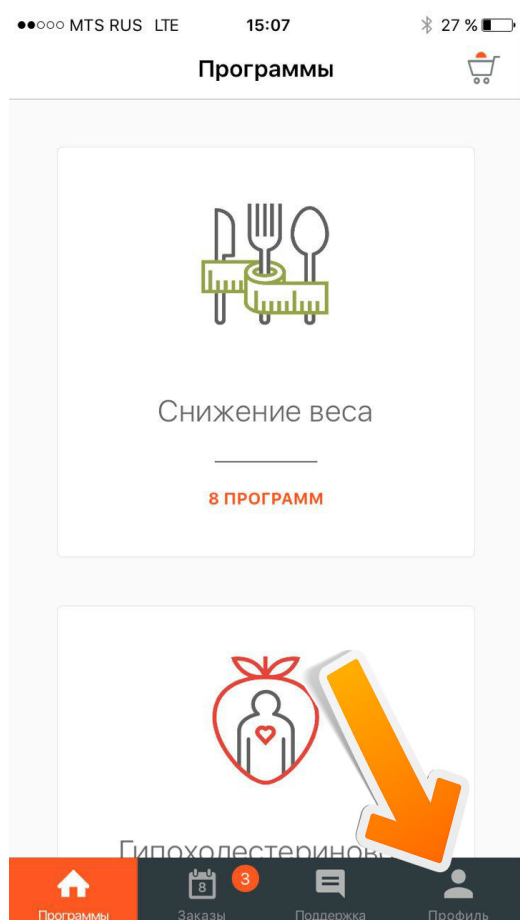 MTS RUS LTE 15:07 27 %
Программы
Снижение веса
8 ПРОГРАММ
8 3
Программы Заказы Поддержка Профиль